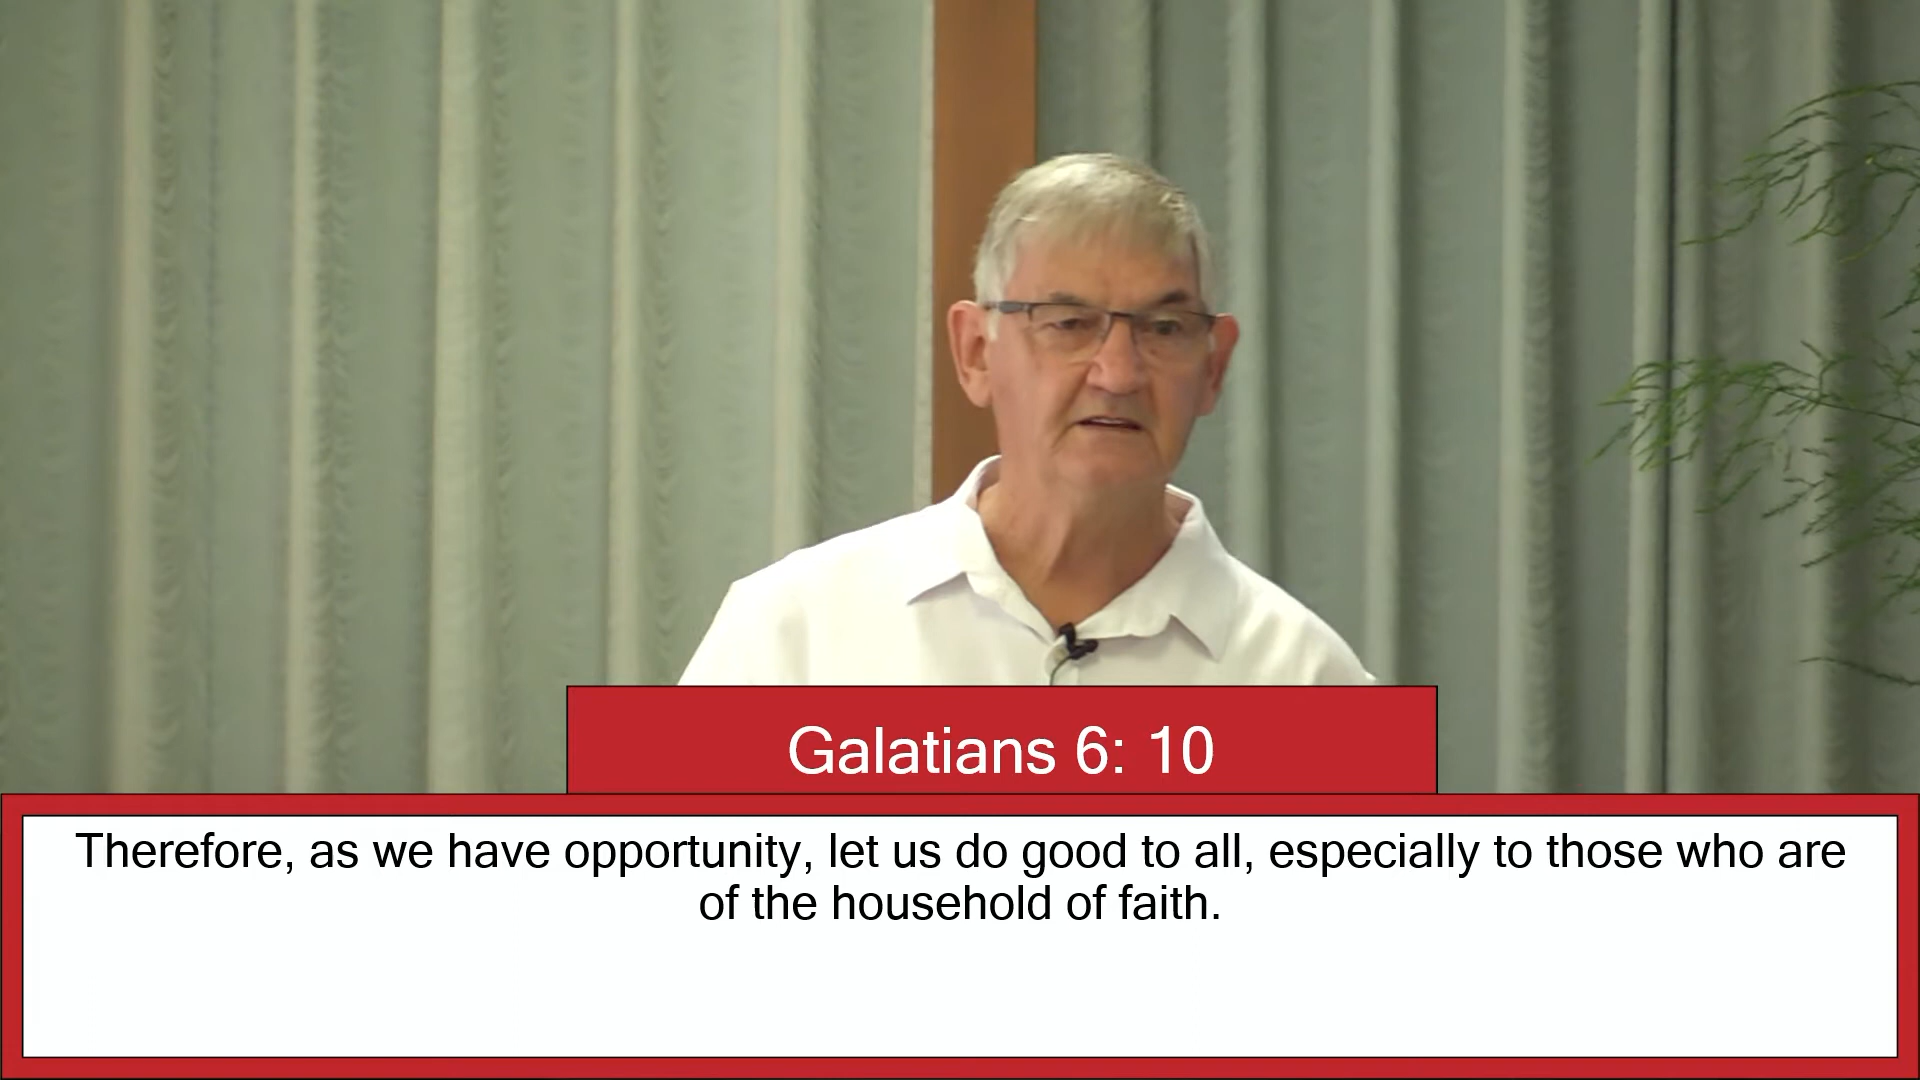 Galatians 6: 10
Therefore, as we have opportunity, let us do good to all, especially to those who are
of the household of faith.